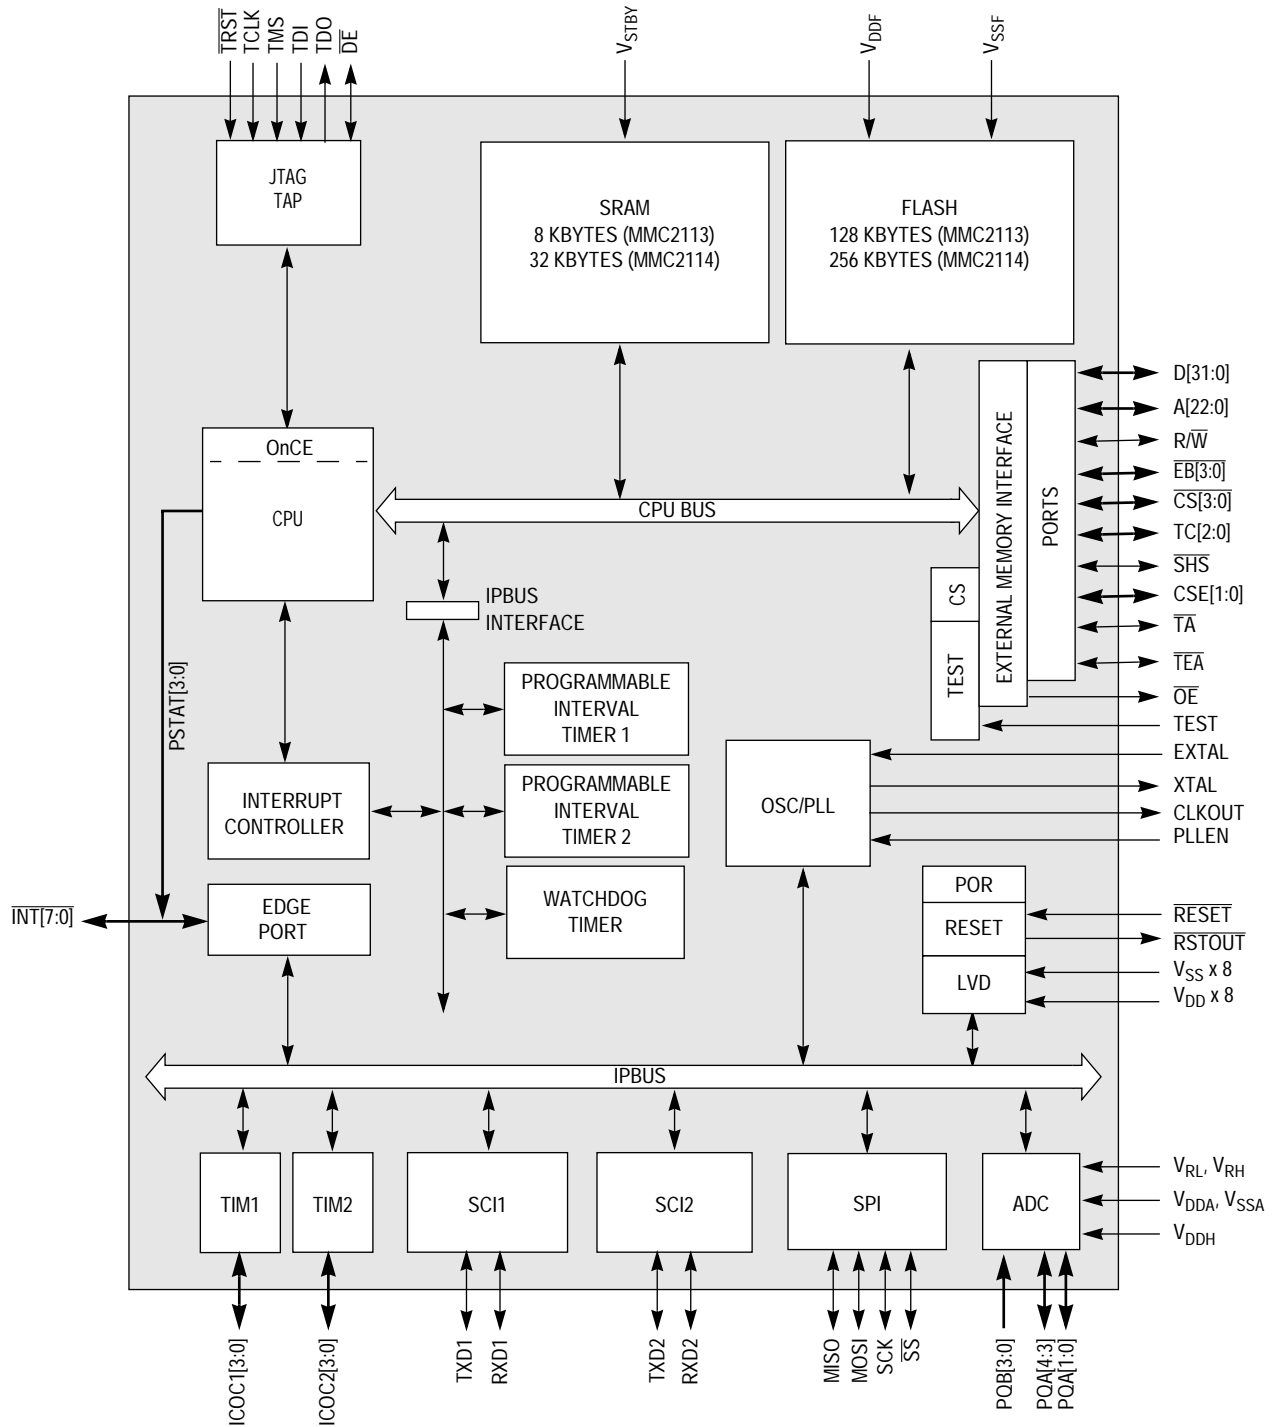 TRST
TCLK
TMS
TDI
TDO
DE
VSTBY
VDDF
VSSF
JTAG
TAP
SRAM
8 KBYTES (MMC2113)
32 KBYTES (MMC2114)
FLASH
128 KBYTES (MMC2113)
256 KBYTES (MMC2114)
OnCE
CPU
CPU BUS
EXTERNAL MEMORY INTERFACE
PORTS
CS
TEST
D[31:0]
A[22:0]
R/W
EB[3:0]
CS[3:0]
TC[2:0]
SHS
CSE[1:0]
TA
TEA
OE
TEST
EXTAL
XTAL
CLKOUT
PLLEN
IPBUS
INTERFACE
PSTAT[3:0]
PROGRAMMABLE
INTERVAL
TIMER 1
PROGRAMMABLE
INTERVAL
TIMER 2
WATCHDOG
TIMER
INTERRUPT
CONTROLLER
OSC/PLL
INT[7:0]
EDGE
PORT
POR
RESET
LVD
RESET
RSTOUT
VSS x 8
VDD x 8
IPBUS
TIM1
TIM2
SCI1
SCI2
SPI
ADC
VRL, VRH
VDDA, VSSA
VDDH
ICOC1[3:0]
ICOC2[3:0]
TXD1
RXD1
TXD2
RXD2
MISO
MOSI
SCK
SS
PQB[3:0]
PQA[4:3]
PQA[1:0]